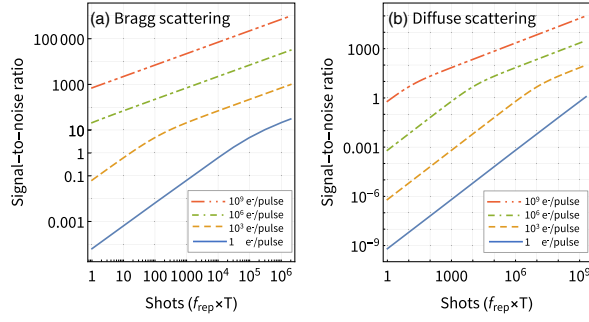 (a) Bragg scattering
Signal–to–noise ratio
100 000
1000
10
1
0.1
0.001
10⁹ e⁻/pulse
10⁶ e⁻/pulse
10³ e⁻/pulse
1 e⁻/pulse
1 10 100 1000 10⁴ 10⁵ 10⁶
Shots (f_rep×T)
(b) Diffuse scattering
Signal–to–noise ratio
1000
1
0.001
10⁻⁶
10⁻⁹
10⁹ e⁻/pulse
10⁶ e⁻/pulse
10³ e⁻/pulse
1 e⁻/pulse
1 1000 10⁶ 10⁹
Shots (f_rep×T)